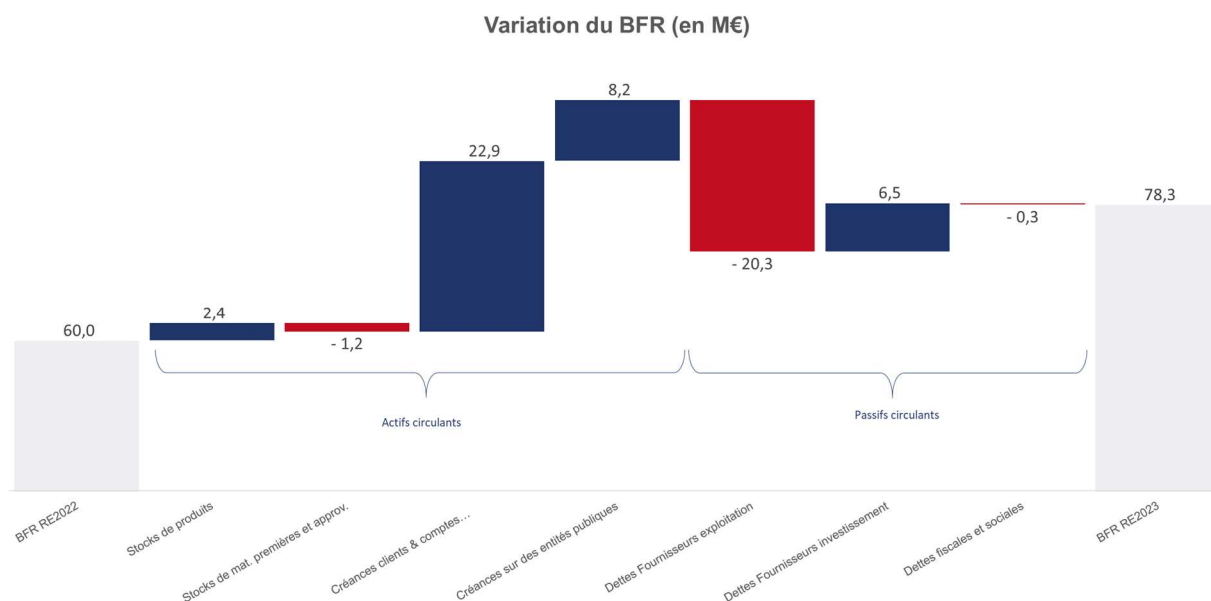 Variation du BFR (en M€)
8,2
22,9
6,5
78,3
- 0,3
- 20,3
2,4
60,0
- 1,2
Actifs circulants
Passifs circulants
BFR RE2022
Stocks de produits
Stocks de mat. premières et approv.
Créances clients & comptes…
Créances sur des entités publiques
Dettes Fournisseurs exploitation
Dettes Fournisseurs investissement
Dettes fiscales et sociales
BFR RE2023